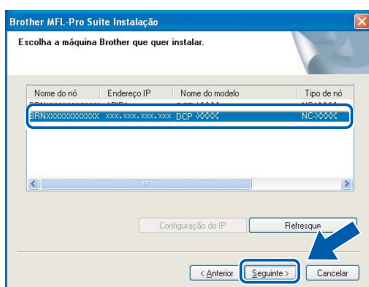 Brother MFL-Pro Suite Instalação
Escolha a máquina Brother que quer instalar.
Nome do nó Endereço IP Nome do modelo Tipo de nó
BRNxxxxxxxxxxxx xxx.xxx.xxx.xxx DCP-XXXX NC-XXXX
Configuração do IP Refresque
< Anterior Seguinte > Cancelar